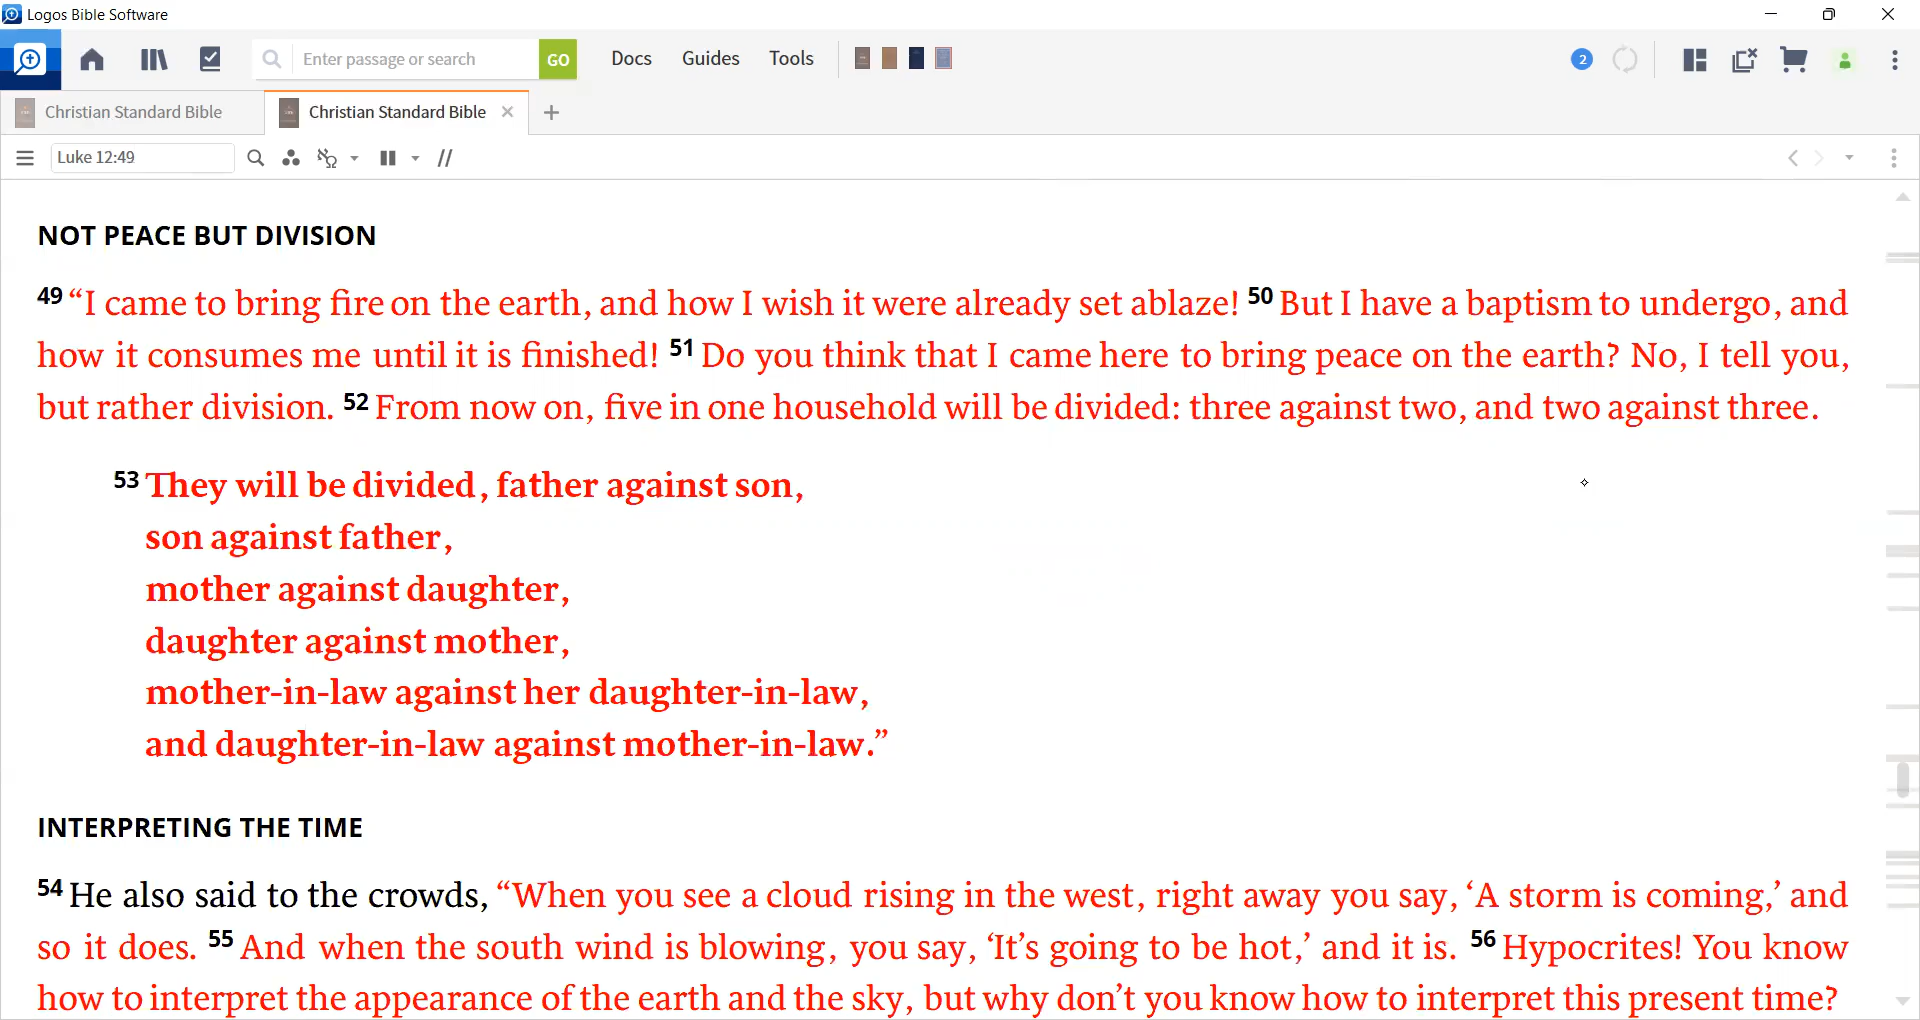 Logos Bible Software
Enter passage or search GO Docs Guides Tools 2
Christian Standard Bible Christian Standard Bible
Luke 12:49
NOT PEACE BUT DIVISION
49 “I came to bring fire on the earth, and how I wish it were already set ablaze! 50 But I have a baptism to undergo, and
how it consumes me until it is finished! 51 Do you think that I came here to bring peace on the earth? No, I tell you,
but rather division. 52 From now on, five in one household will be divided: three against two, and two against three.
53 They will be divided, father against son,
son against father,
mother against daughter,
daughter against mother,
mother-in-law against her daughter-in-law,
and daughter-in-law against mother-in-law.”
INTERPRETING THE TIME
54 He also said to the crowds, “When you see a cloud rising in the west, right away you say, ‘A storm is coming,’ and
so it does. 55 And when the south wind is blowing, you say, ‘It’s going to be hot,’ and it is. 56 Hypocrites! You know
how to interpret the appearance of the earth and the sky, but why don’t you know how to interpret this present time?